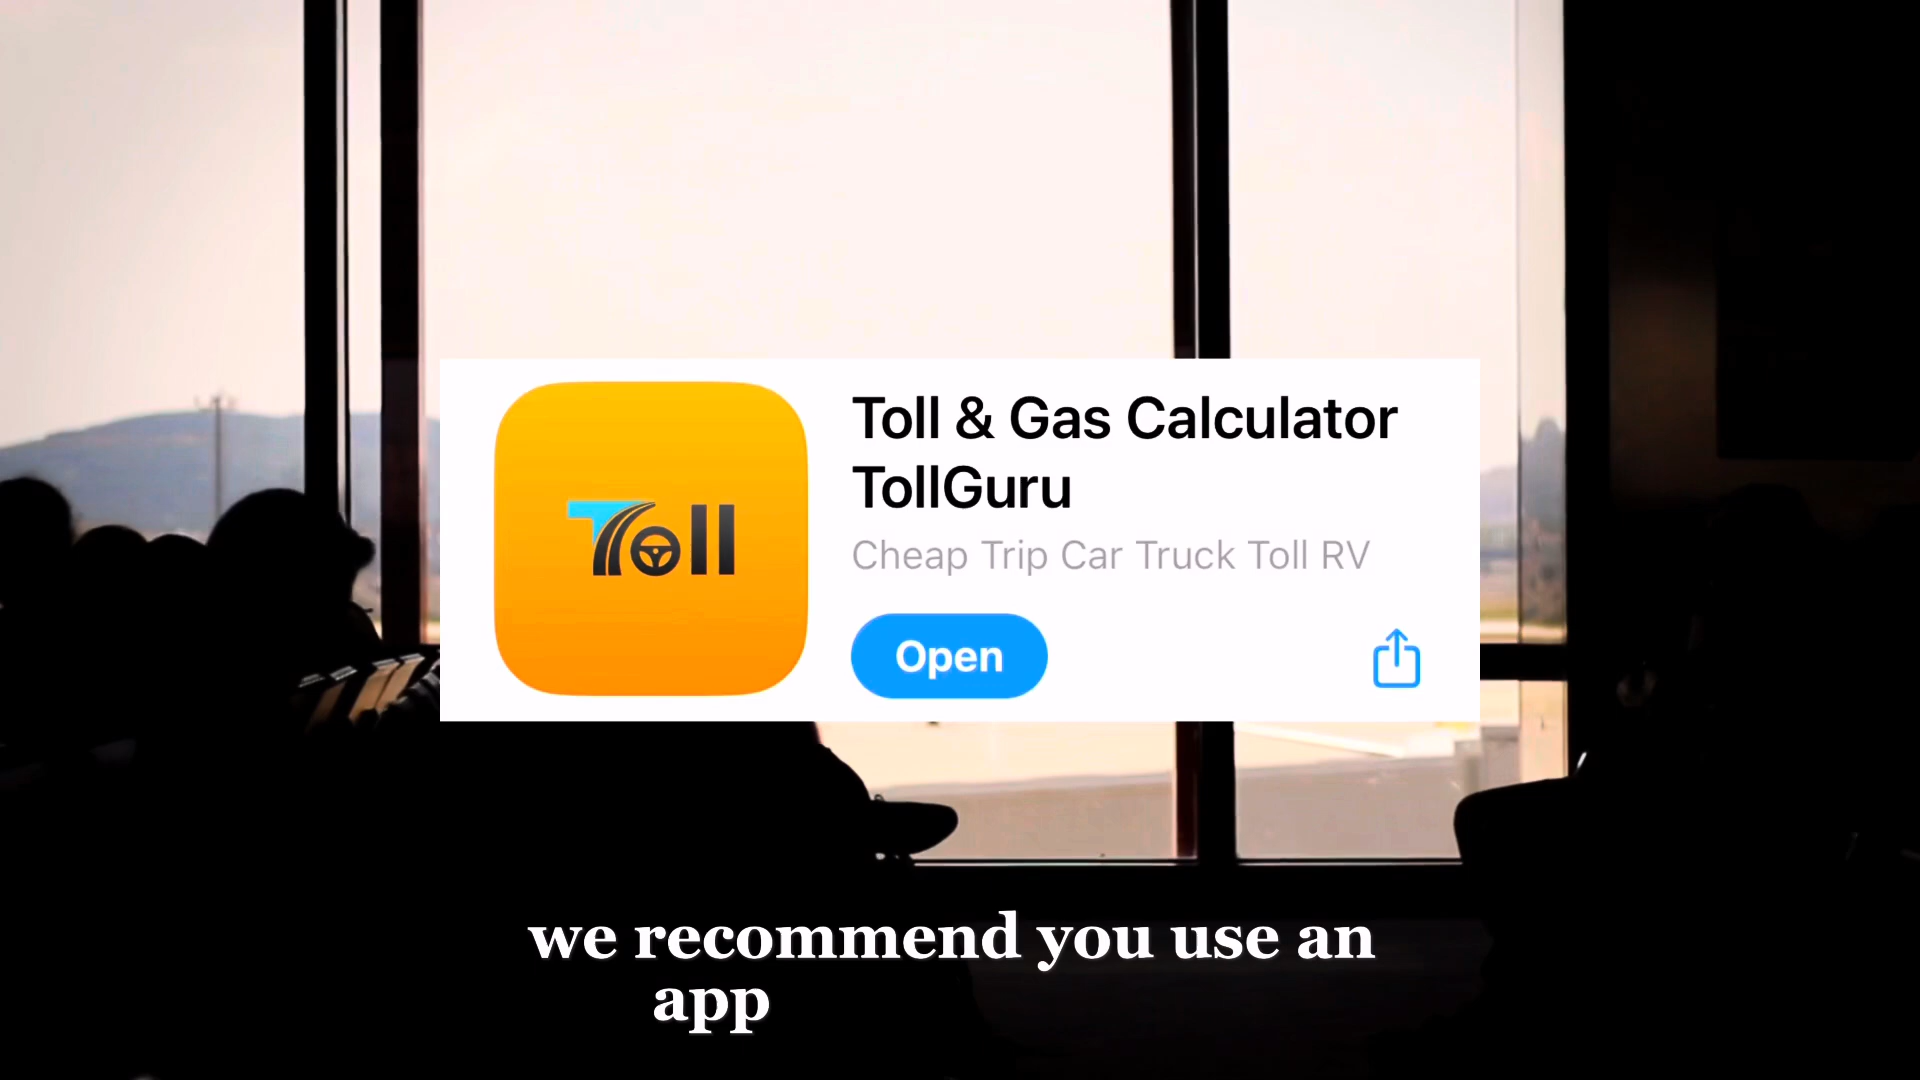 Toll
Toll & Gas Calculator
TollGuru
Cheap Trip Car Truck Toll RV
Open
we recommend you use an
app